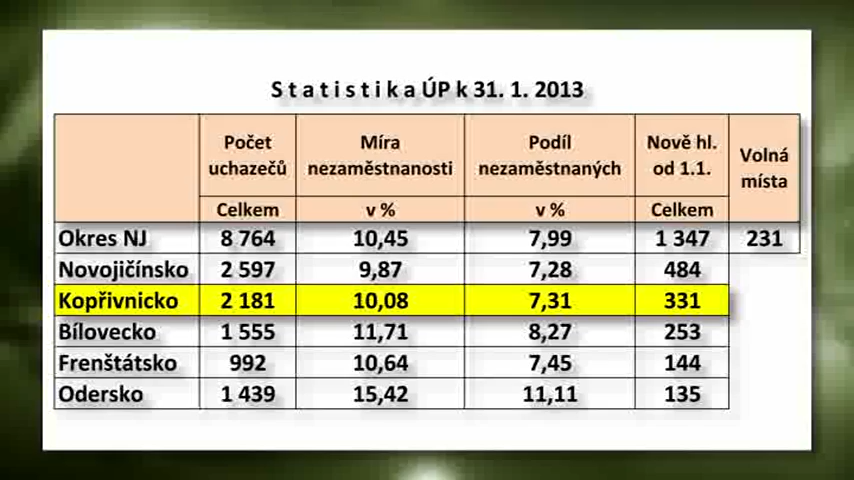 S t a t i s t i k a ÚP k 31. 1. 2013
Počet uchazečů Míra nezaměstnanosti Podíl nezaměstnaných Nově hl. od 1.1. Volná místa
Celkem v % v % Celkem
Okres NJ 8 764 10,45 7,99 1 347 231
Novojičínsko 2 597 9,87 7,28 484
Kopřivnicko 2 181 10,08 7,31 331
Bílovecko 1 555 11,71 8,27 253
Frenštátsko 992 10,64 7,45 144
Odersko 1 439 15,42 11,11 135